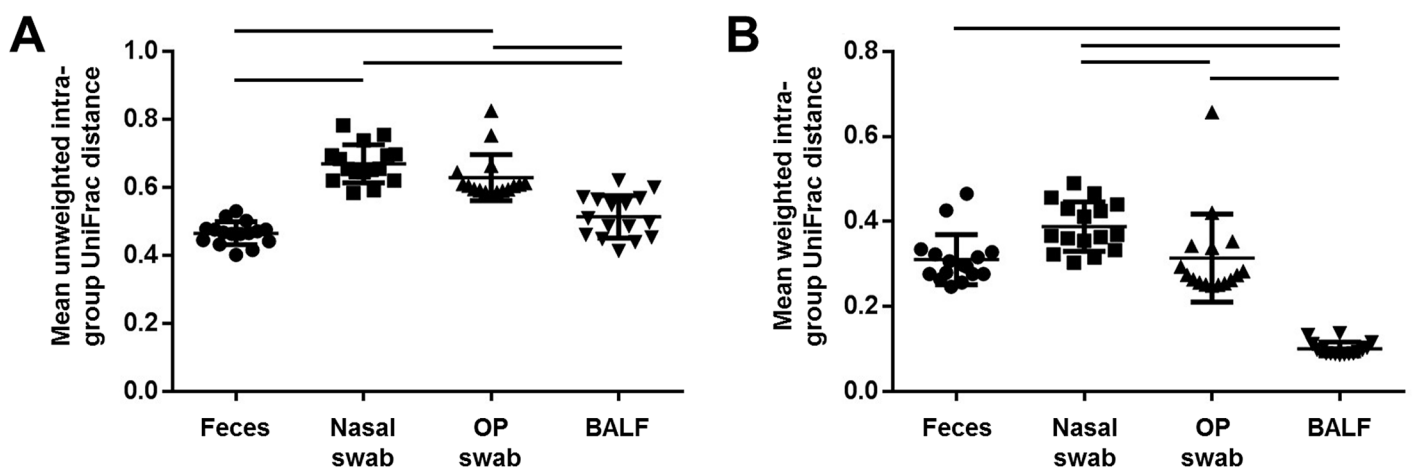 A
Mean unweighted intra-
group UniFrac distance
1.0
0.8
0.6
0.4
0.2
0.0
Feces
Nasal
swab
OP
swab
BALF
B
Mean weighted intra-
group UniFrac distance
0.8
0.6
0.4
0.2
0.0
Feces
Nasal
swab
OP
swab
BALF